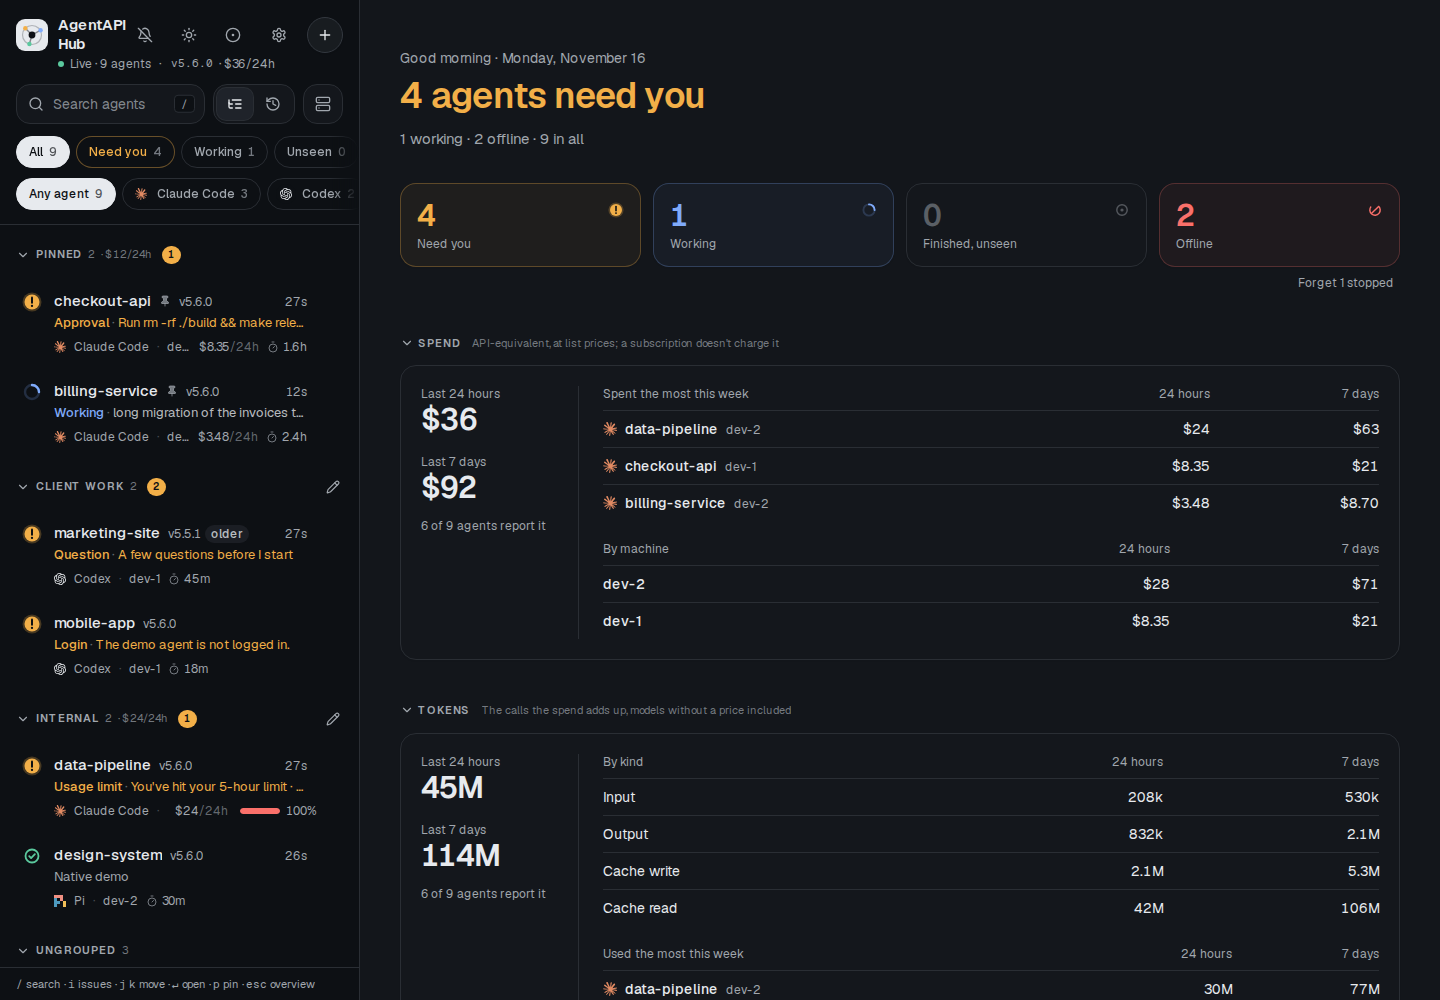 AgentAPI
Hub
Live · 9 agents · v5.6.0 · $36/24h
Search agents /
All 9 Need you 4 Working 1 Unseen 0
Any agent 9 Claude Code 3 Codex 2
PINNED 2 · $12/24h 1
checkout-api v5.6.0 27s
Approval · Run rm -rf ./build && make rele…
Claude Code · de… $8.35/24h 1.6h
billing-service v5.6.0 12s
Working · long migration of the invoices t…
Claude Code · de… $3.48/24h 2.4h
CLIENT WORK 2 2
marketing-site v5.5.1 older 27s
Question · A few questions before I start
Codex · dev-1 45m
mobile-app v5.6.0
Login · The demo agent is not logged in.
Codex · dev-1 18m
INTERNAL 2 · $24/24h 1
data-pipeline v5.6.0 27s
Usage limit · You've hit your 5-hour limit · …
Claude Code · $24/24h 100%
design-system v5.6.0 26s
Native demo
Pi · dev-2 30m
UNGROUPED 3
/ search · i issues · j k move · ↵ open · p pin · esc overview
Good morning · Monday, November 16
4 agents need you
1 working · 2 offline · 9 in all
4
Need you
1
Working
0
Finished, unseen
2
Offline
Forget 1 stopped
SPEND API-equivalent, at list prices; a subscription doesn't charge it
Last 24 hours
$36
Last 7 days
$92
6 of 9 agents report it
Spent the most this week 24 hours 7 days
data-pipeline dev-2 $24 $63
checkout-api dev-1 $8.35 $21
billing-service dev-2 $3.48 $8.70
By machine 24 hours 7 days
dev-2 $28 $71
dev-1 $8.35 $21
TOKENS The calls the spend adds up, models without a price included
Last 24 hours
45M
Last 7 days
114M
6 of 9 agents report it
By kind 24 hours 7 days
Input 208k 530k
Output 832k 2.1M
Cache write 2.1M 5.3M
Cache read 42M 106M
Used the most this week 24 hours 7 days
data-pipeline dev-2 30M 77M